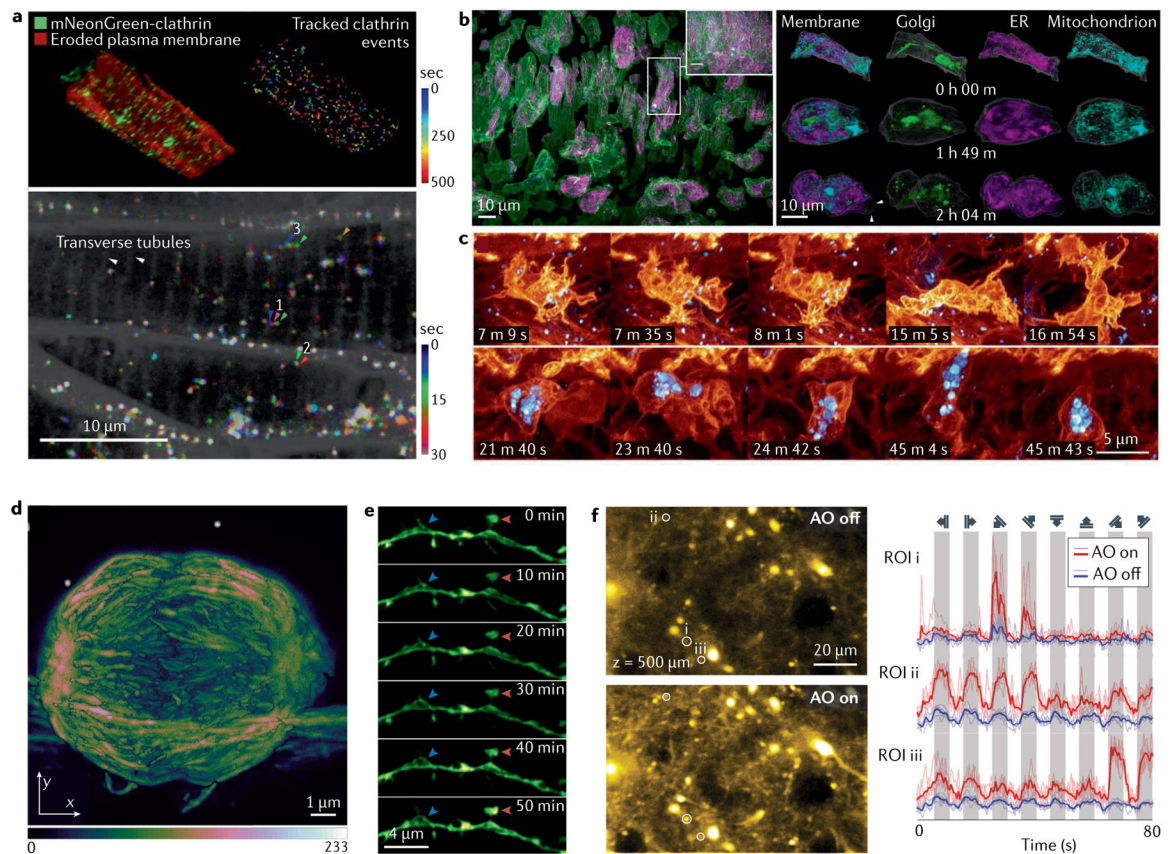 a
mNeonGreen-clathrin
Eroded plasma membrane
Tracked clathrin
events
sec
0
250
500
Transverse tubules
3
1
2
10 µm
sec
0
15
30
b
10 µm
Membrane
Golgi
ER
Mitochondrion
0 h 00 m
1 h 49 m
10 µm
2 h 04 m
c
7 m 9 s
7 m 35 s
8 m 1 s
15 m 5 s
16 m 54 s
21 m 40 s
23 m 40 s
24 m 42 s
45 m 4 s
45 m 43 s
5 µm
d
y
x
1 µm
0
233
e
0 min
10 min
20 min
30 min
40 min
50 min
4 µm
f
ii
AO off
i
iii
z = 500 µm
20 µm
AO on
ROI i
AO on
AO off
ROI ii
ROI iii
0
80
Time (s)